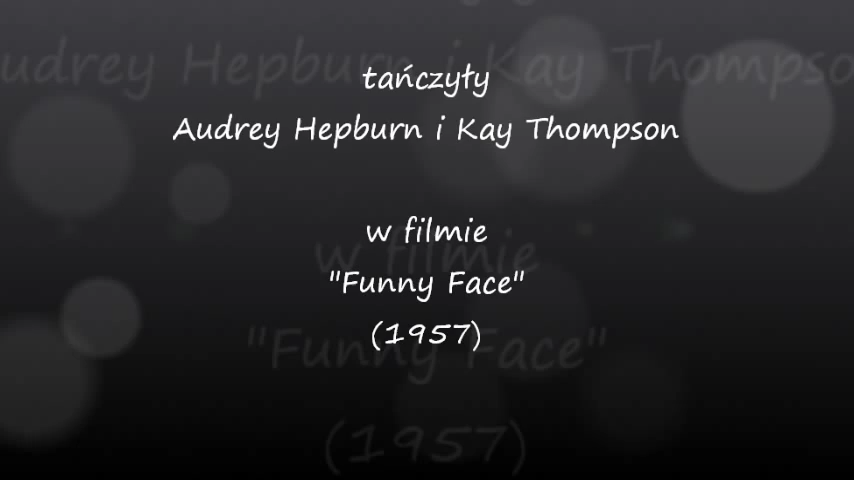 tańczyły
Audrey Hepburn i Kay Thompson
w filmie
"Funny Face"
(1957)